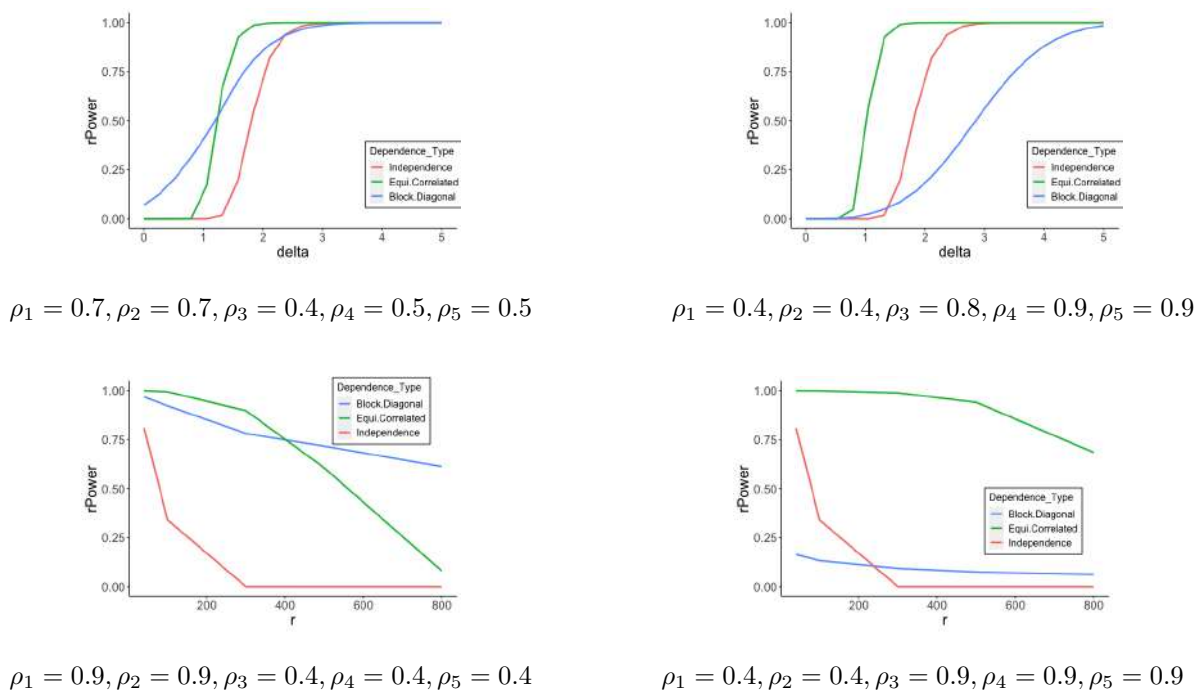 1.00
0.75
0.50
0.25
0.00
rPower
0 1 2 3 4 5
delta
Dependence_Type
Independence
Equi.Correlated
Block.Diagonal
ρ1 = 0.7, ρ2 = 0.7, ρ3 = 0.4, ρ4 = 0.5, ρ5 = 0.5
1.00
0.75
0.50
0.25
0.00
rPower
0 1 2 3 4 5
delta
Dependence_Type
Independence
Equi.Correlated
Block.Diagonal
ρ1 = 0.4, ρ2 = 0.4, ρ3 = 0.8, ρ4 = 0.9, ρ5 = 0.9
1.00
0.75
0.50
0.25
0.00
rPower
200 400 600 800
r
Dependence_Type
Block.Diagonal
Equi.Correlated
Independence
ρ1 = 0.9, ρ2 = 0.9, ρ3 = 0.4, ρ4 = 0.4, ρ5 = 0.4
1.00
0.75
0.50
0.25
0.00
rPower
200 400 600 800
r
Dependence_Type
Block.Diagonal
Equi.Correlated
Independence
ρ1 = 0.4, ρ2 = 0.4, ρ3 = 0.9, ρ4 = 0.9, ρ5 = 0.9